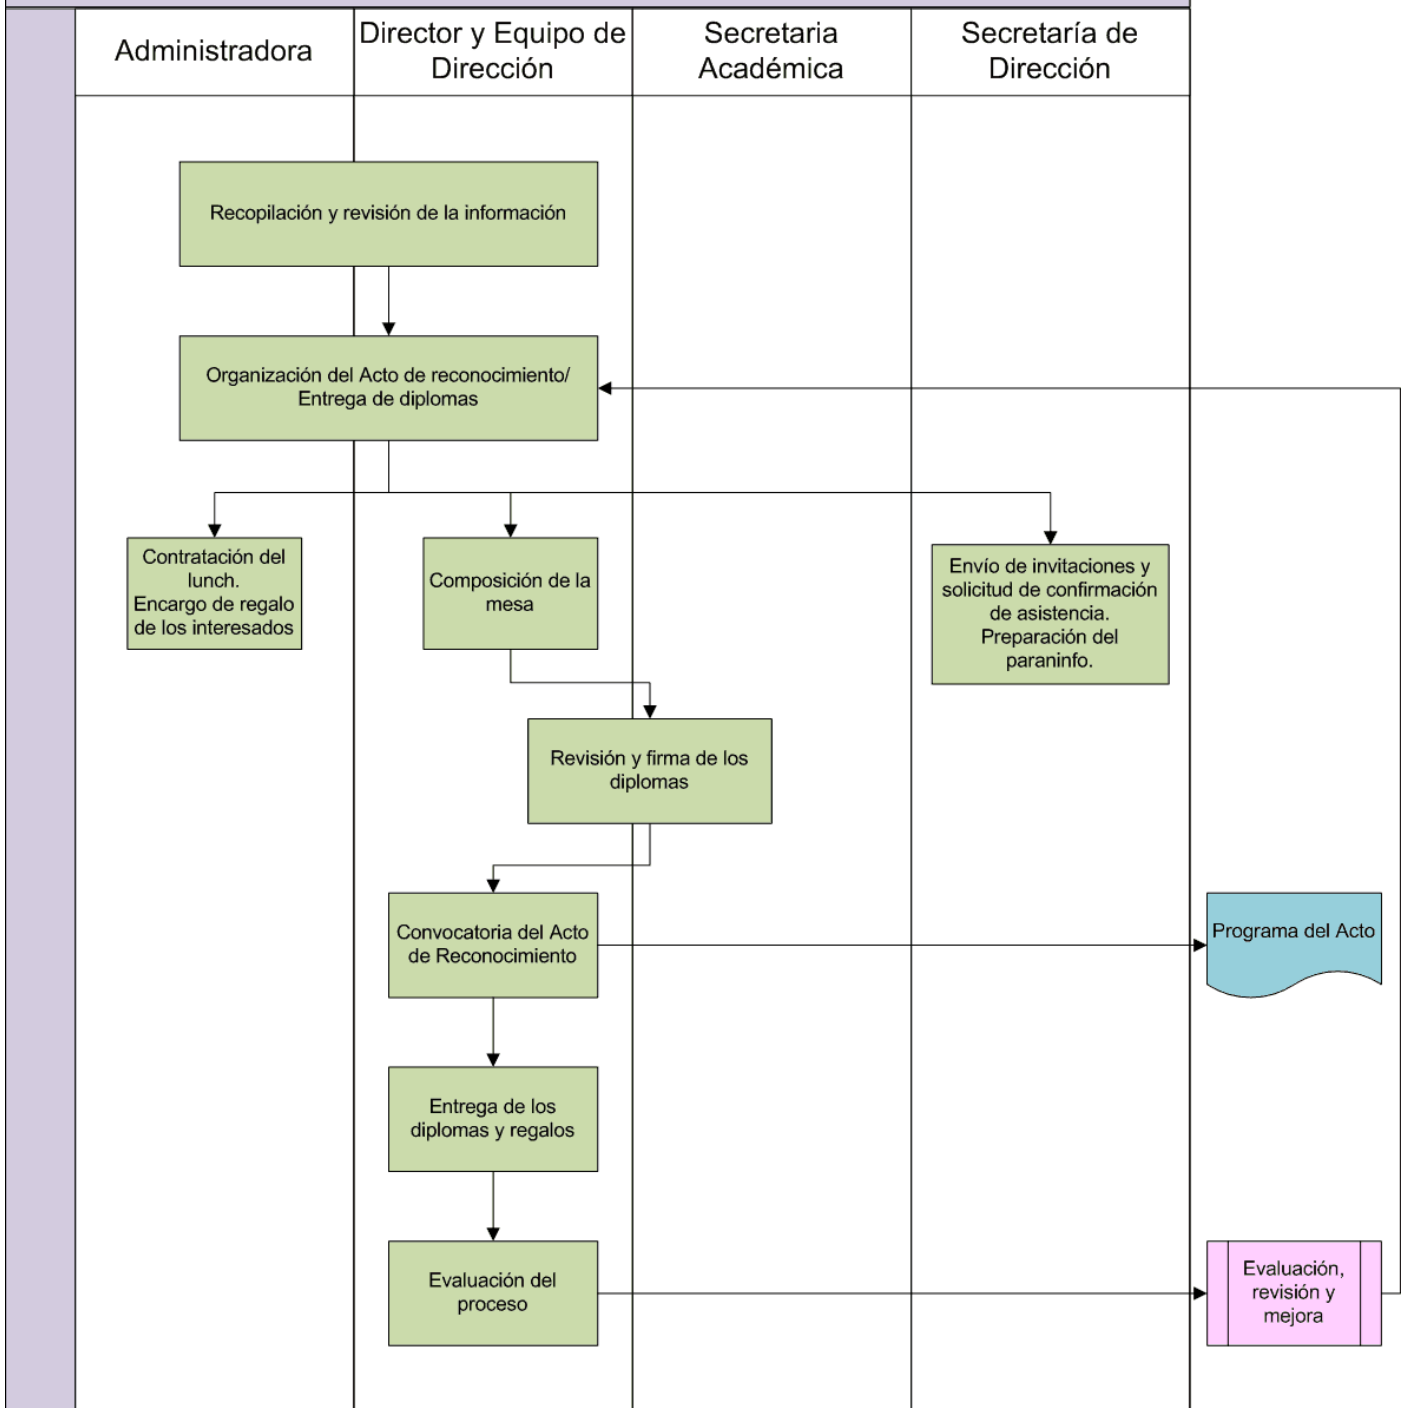 Administradora
Director y Equipo de
Dirección
Secretaria
Académica
Secretaría de
Dirección
Recopilación y revisión de la información
Organización del Acto de reconocimiento/
Entrega de diplomas
Contratación del
lunch.
Encargo de regalo
de los interesados
Composición de la
mesa
Envío de invitaciones y
solicitud de confirmación
de asistencia.
Preparación del
paraninfo.
Revisión y firma de los
diplomas
Convocatoria del Acto
de Reconocimiento
Programa del Acto
Entrega de los
diplomas y regalos
Evaluación del
proceso
Evaluación,
revisión y
mejora